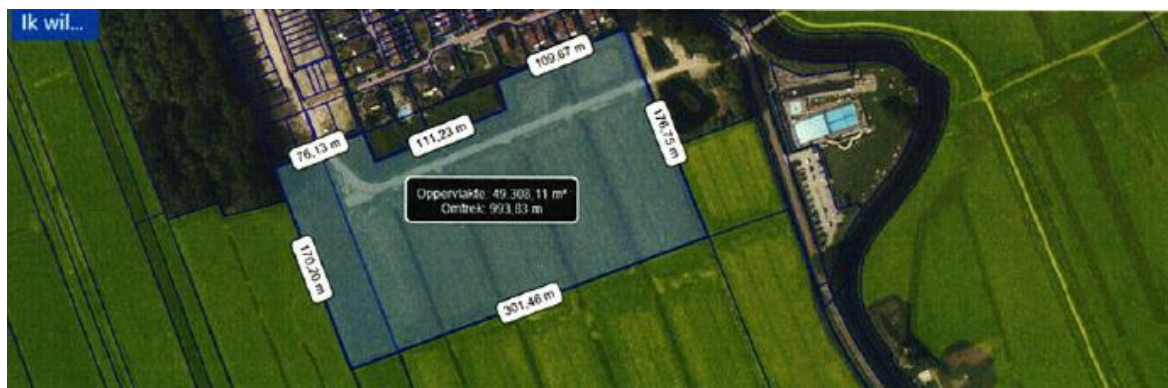 Ik wil...
109,67 m
111,23 m
76,13 m
176,75 m
Oppervlakte: 49.308,11 m²
Omtrek: 993,83 m
170,20 m
301,46 m